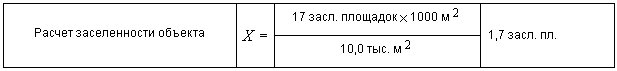 Расчет заселенности объекта
X =
17 засл. площадок × 1000 м 2
10,0 тыс. м 2
1,7 засл. пл.